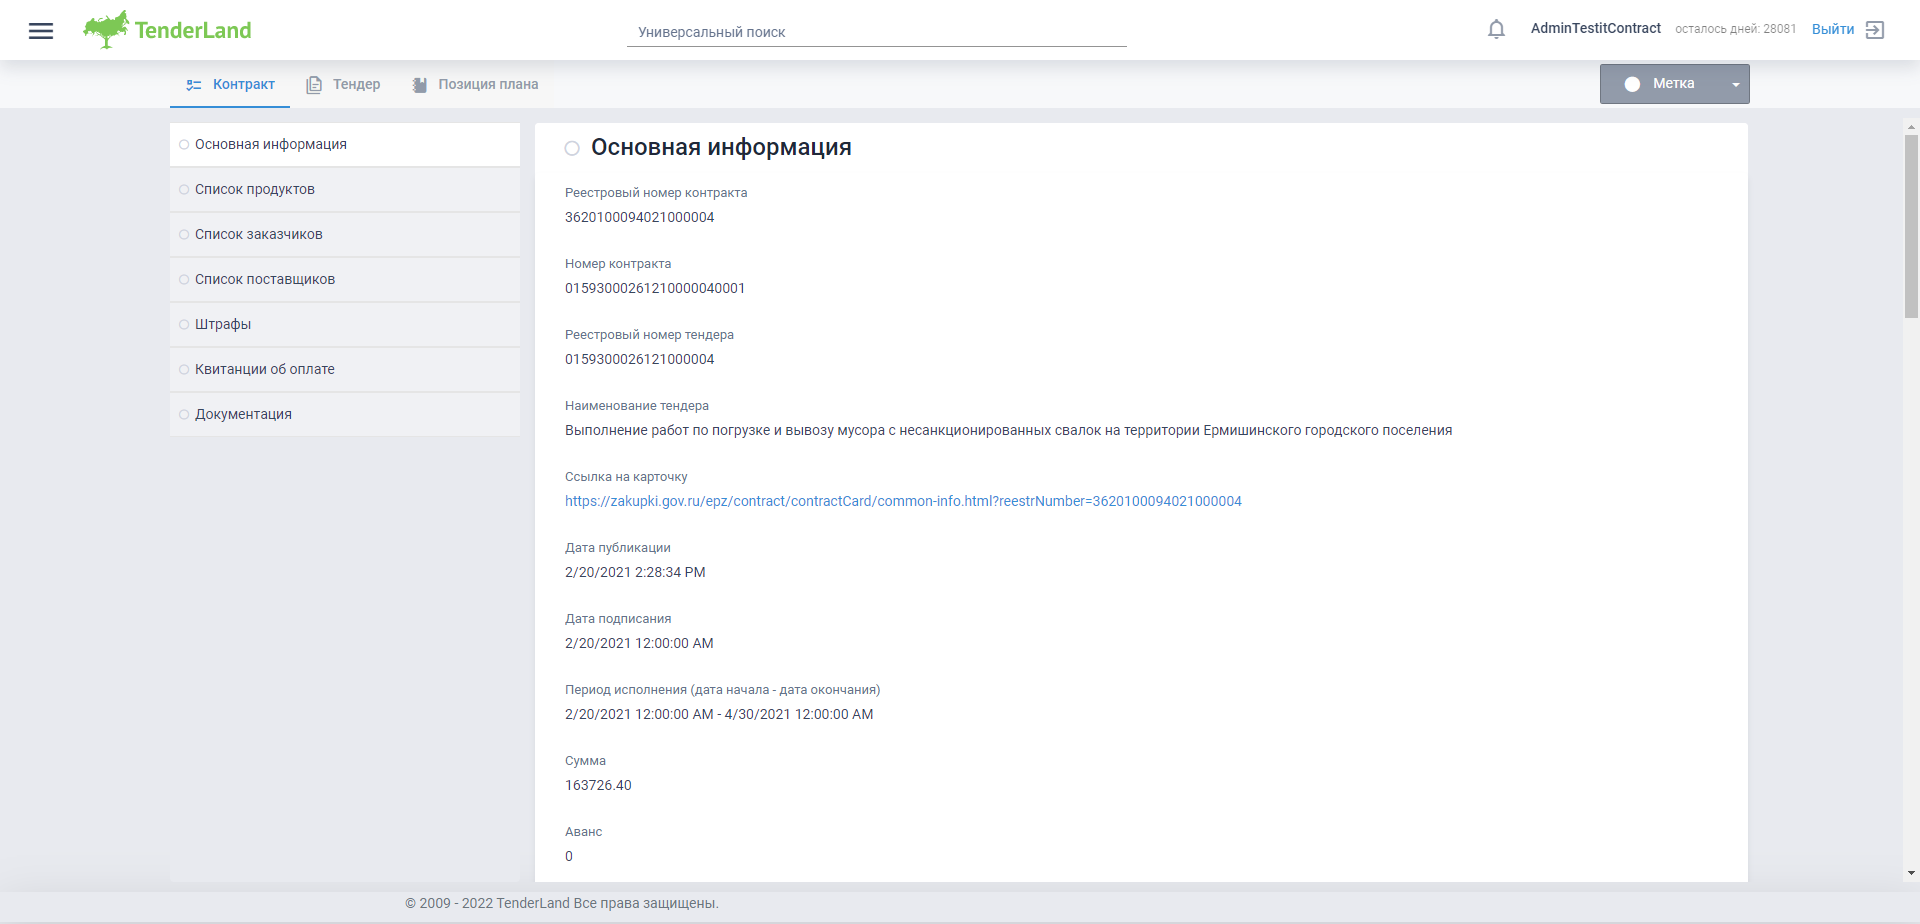 TenderLand
Универсальный поиск
AdminTestitContract
осталось дней: 28081
Выйти
Контракт
Тендер
Позиция плана
Метка
Основная информация
Список продуктов
Список заказчиков
Список поставщиков
Штрафы
Квитанции об оплате
Документация
Основная информация
Реестровый номер контракта
3620100094021000004
Номер контракта
01593000261210000040001
Реестровый номер тендера
0159300026121000004
Наименование тендера
Выполнение работ по погрузке и вывозу мусора с несанкционированных свалок на территории Ермишинского городского поселения
Ссылка на карточку
https://zakupki.gov.ru/epz/contract/contractCard/common-info.html?reestrNumber=3620100094021000004
Дата публикации
2/20/2021 2:28:34 PM
Дата подписания
2/20/2021 12:00:00 AM
Период исполнения (дата начала - дата окончания)
2/20/2021 12:00:00 AM - 4/30/2021 12:00:00 AM
Сумма
163726.40
Аванс
0
© 2009 - 2022 TenderLand Все права защищены.